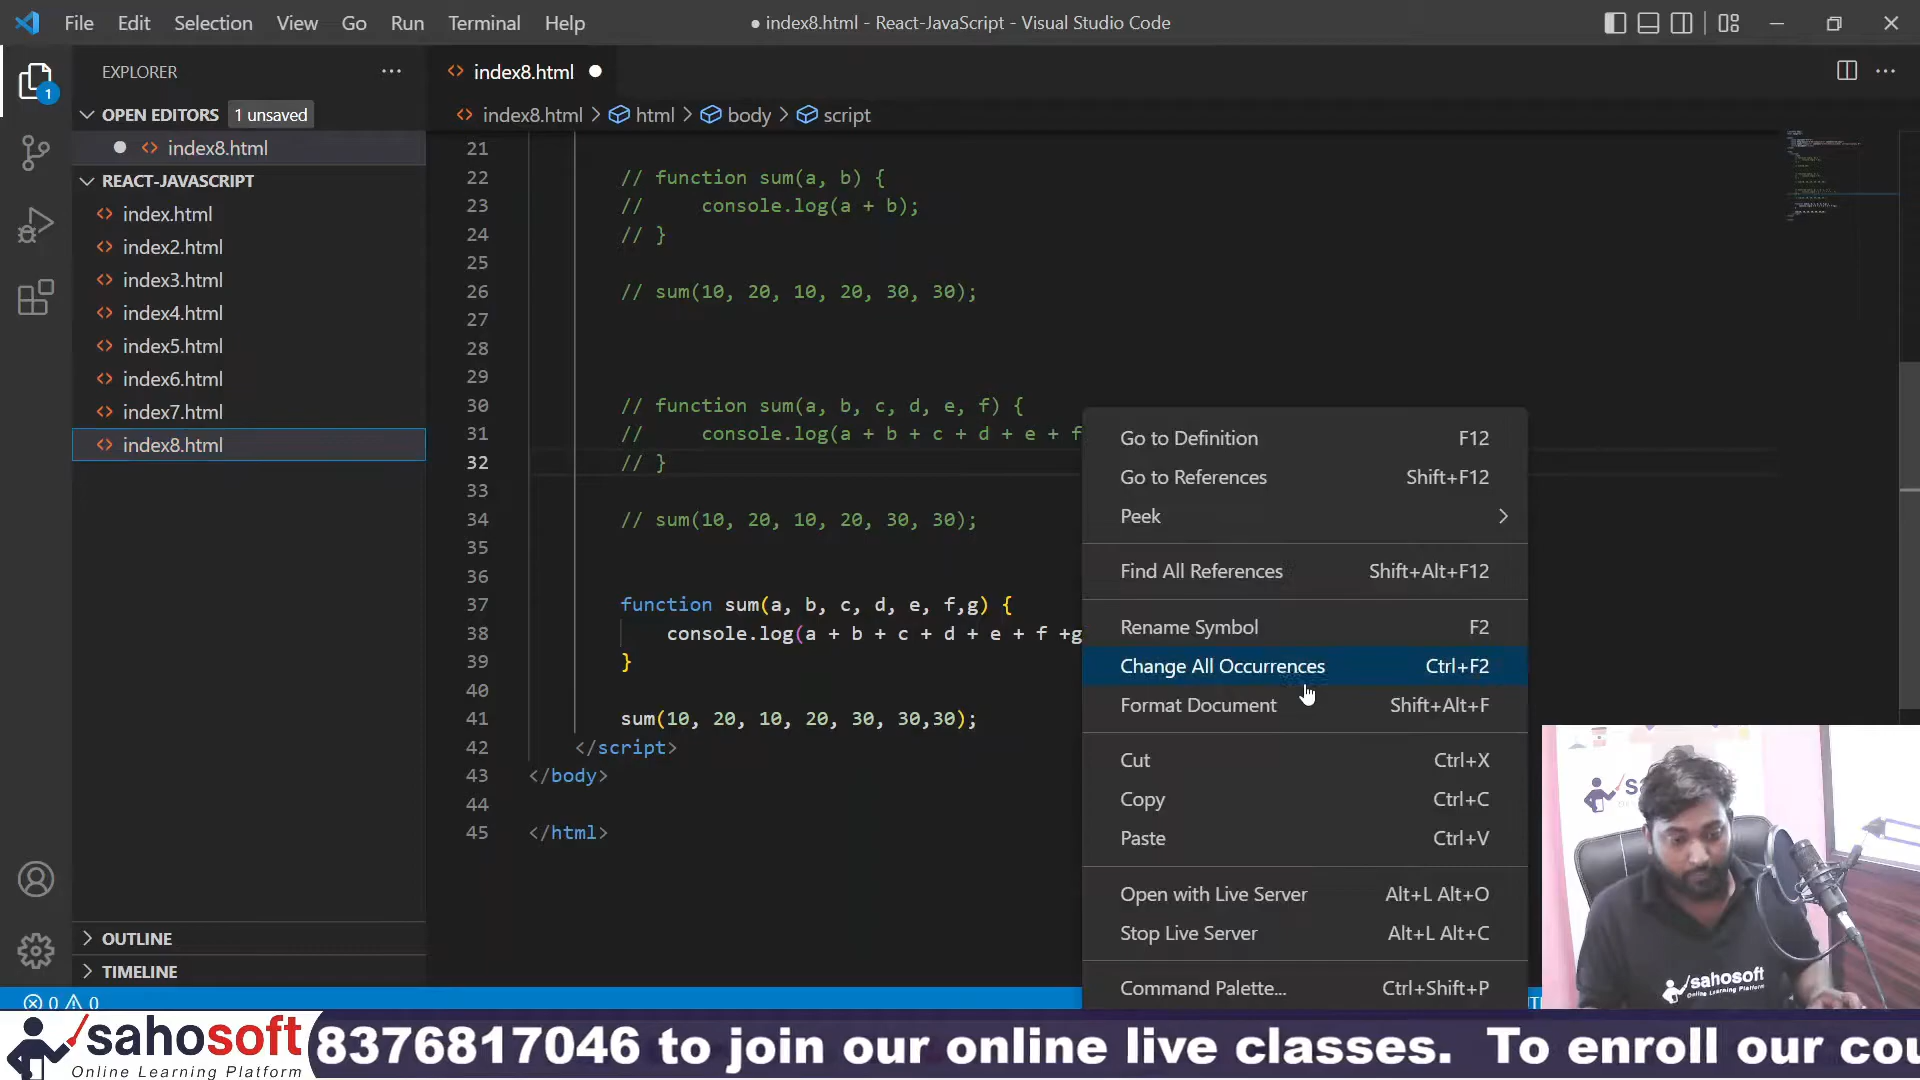 File Edit Selection View Go Run Terminal Help
● index8.html - React-JavaScript - Visual Studio Code
EXPLORER
1
OPEN EDITORS 1 unsaved
index8.html
REACT-JAVASCRIPT
index.html
index2.html
index3.html
index4.html
index5.html
index6.html
index7.html
index8.html
OUTLINE
TIMELINE
0 0
index8.html
index8.html > html > body > script
21
22 // function sum(a, b) {
23 //     console.log(a + b);
24 // }
25
26 // sum(10, 20, 10, 20, 30, 30);
27
28
29
30 // function sum(a, b, c, d, e, f) {
31 //     console.log(a + b + c + d + e + f
32 // }
33
34 // sum(10, 20, 10, 20, 30, 30);
35
36
37 function sum(a, b, c, d, e, f,g) {
38     console.log(a + b + c + d + e + f +g
39 }
40
41 sum(10, 20, 10, 20, 30, 30,30);
42 </script>
43 </body>
44
45 </html>
Go to Definition F12
Go to References Shift+F12
Peek
Find All References Shift+Alt+F12
Rename Symbol F2
Change All Occurrences Ctrl+F2
Format Document Shift+Alt+F
Cut Ctrl+X
Copy Ctrl+C
Paste Ctrl+V
Open with Live Server Alt+L Alt+O
Stop Live Server Alt+L Alt+C
Command Palette... Ctrl+Shift+P
sahosoft
Online Learning Platform
sahosoft
Online Learning Platform
8376817046 to join our online live classes. To enroll our cou